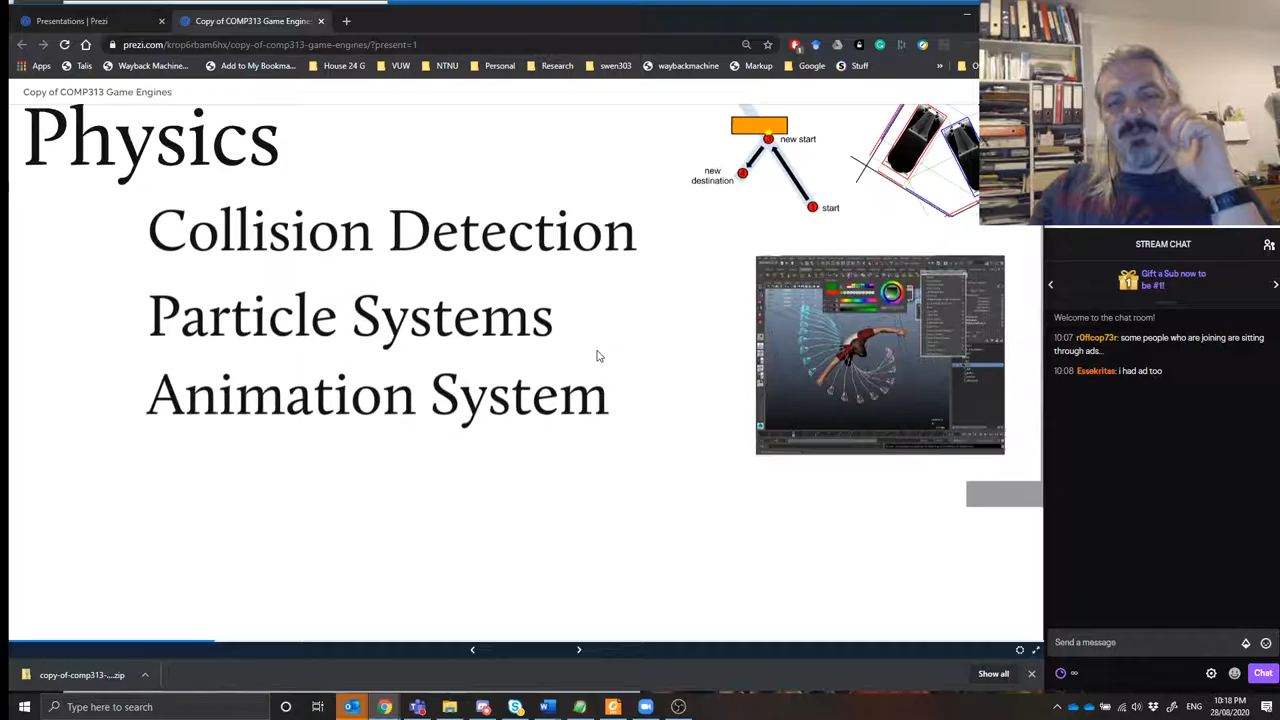 Presentations | Prezi
Copy of COMP313 Game Engine
prezi.com/krop6rbam6hx/copy-of-comp313-game-engines/?present=1
Apps
Talis
Wayback Machine...
Add to My Bookma...
House 24 G
VUW
NTNU
Personal
Research
swen303
waybackmachine
Markup
Google
Stuff
»
Copy of COMP313 Game Engines
Physics
Collision Detection
Particle Systems
Animation System
new start
new
destination
start
STREAM CHAT
Gift a Sub now to
be #1!
Welcome to the chat room!
10:07 r0ffcop73r: some people who are joining are sitting
through ads...
10:08 Essekritas: i had ad too
Send a message
Chat
copy-of-comp313-....zip
Show all
Type here to search
10:18 PM
28/08/2020